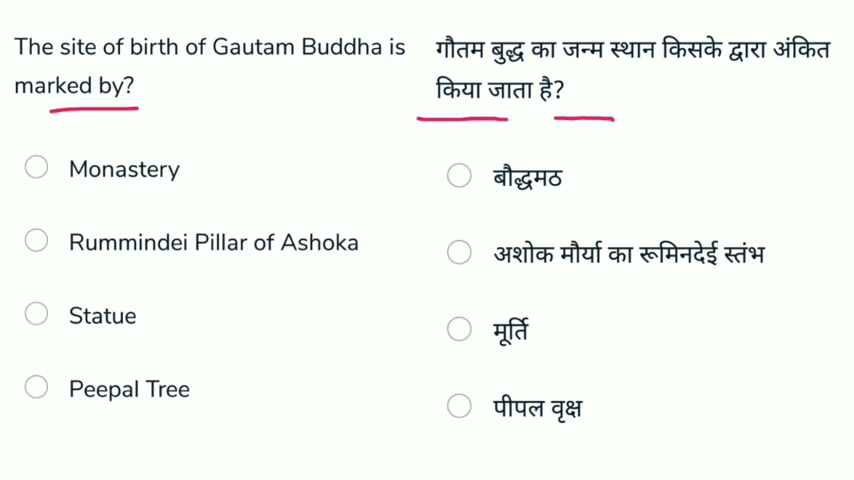 The site of birth of Gautam Buddha is
marked by?
Monastery
Rummindei Pillar of Ashoka
Statue
Peepal Tree
गौतम बुद्ध का जन्म स्थान किसके द्वारा अंकित
किया जाता है?
बौद्धमठ
अशोक मौर्या का रूमिनदेई स्तंभ
मूर्ति
पीपल वृक्ष